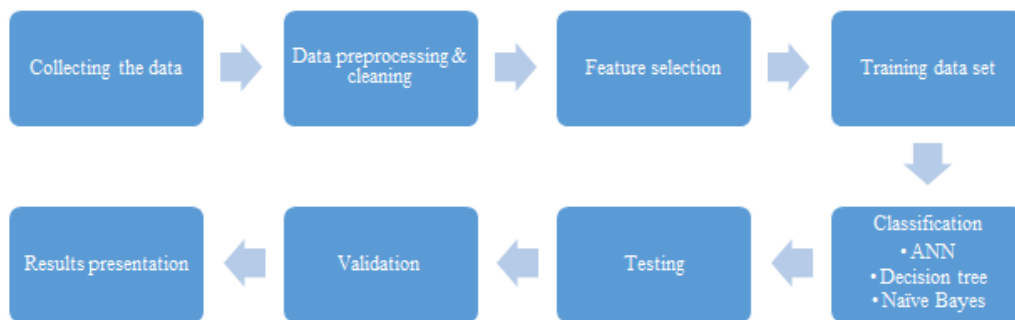 Collecting the data
Data preprocessing &
cleaning
Feature selection
Training data set
Classification
• ANN
• Decision tree
• Naïve Bayes
Testing
Validation
Results presentation